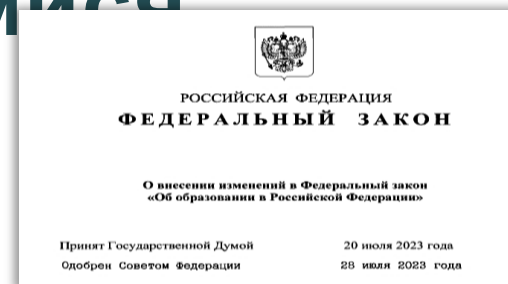 РОССИЙСКАЯ ФЕДЕРАЦИЯ
ФЕДЕРАЛЬНЫЙ ЗАКОН
О внесении изменений в Федеральный закон
«Об образовании в Российской Федерации»
Принят Государственной Думой 20 июля 2023 года
Одобрен Советом Федерации 28 июля 2023 года